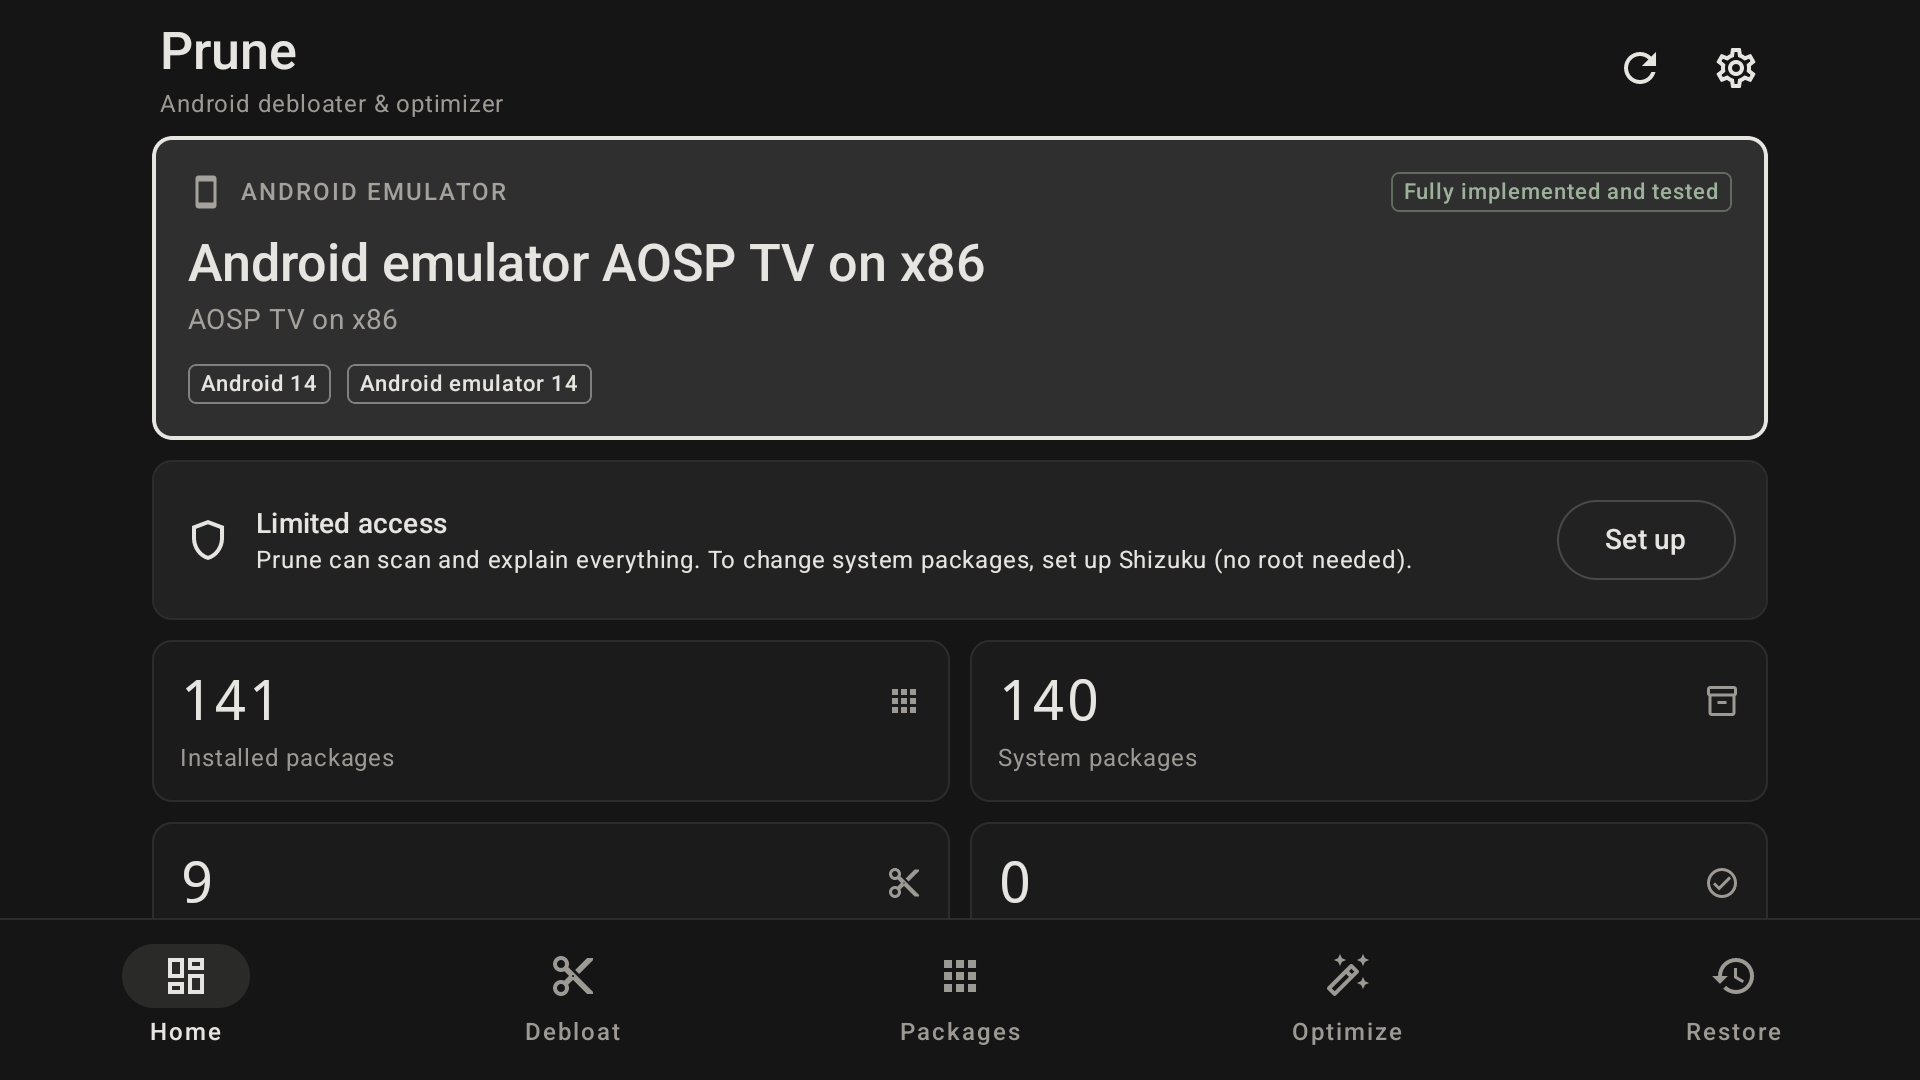 Prune
Android debloater & optimizer
ANDROID EMULATOR
Fully implemented and tested
Android emulator AOSP TV on x86
AOSP TV on x86
Android 14
Android emulator 14
Limited access
Prune can scan and explain everything. To change system packages, set up Shizuku (no root needed).
Set up
141
Installed packages
140
System packages
9
0
Home
Debloat
Packages
Optimize
Restore